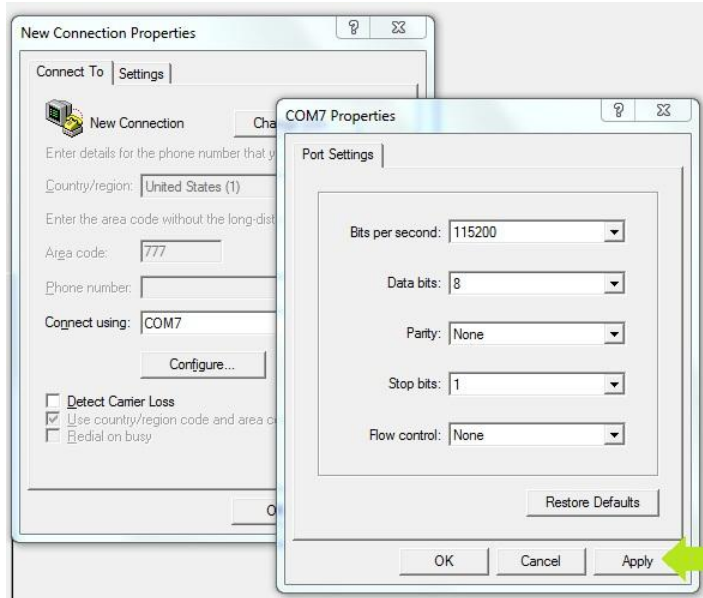 New Connection Properties
Connect To
Settings
New Connection
Enter details for the phone number that
Country/region: United States (1)
Enter the area code without the
Area code: 777
Phone number:
Connect using: COM7
Configure...
Detect Carrier Loss
Use country/region code and area
Redial on busy
COM7 Properties
Port Settings
Bits per second: 115200
Data bits: 8
Parity: None
Stop bits: 1
Flow control: None
Restore Defaults
OK
Cancel
Apply